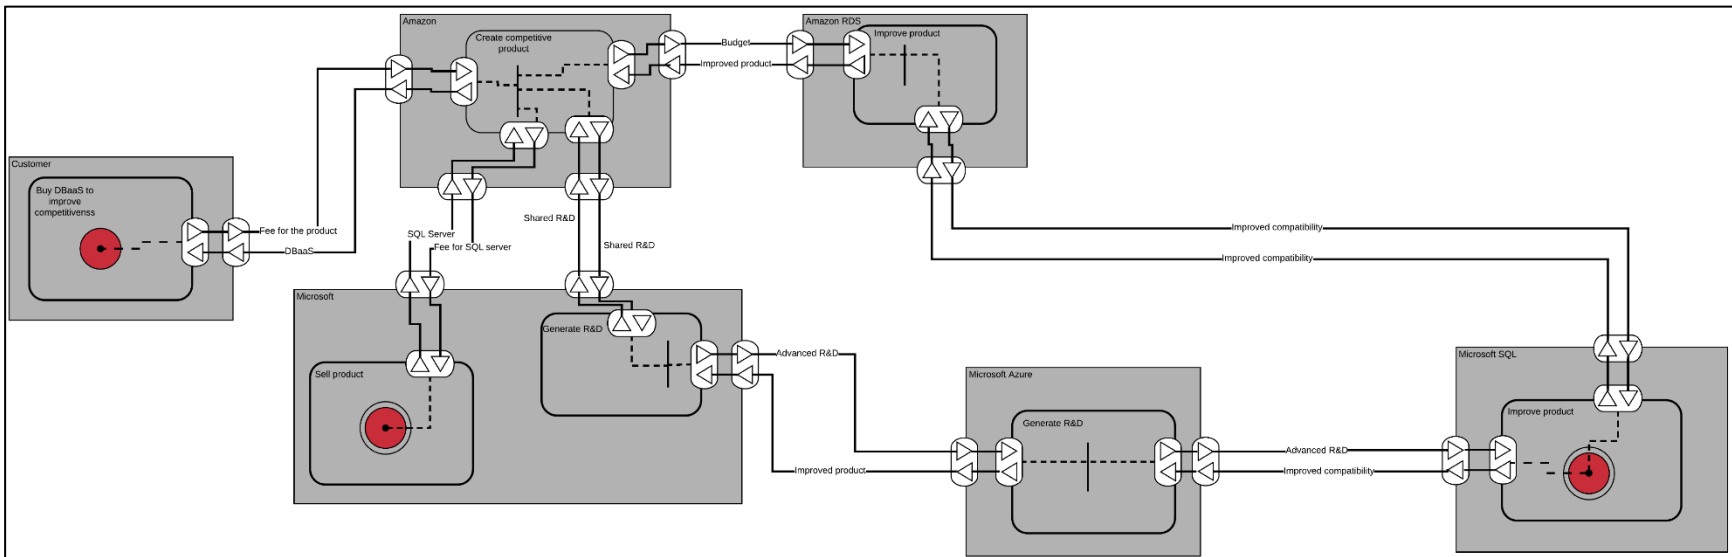 Amazon
Create competitive
product
Budget
Improved product
Amazon RDS
Improve product
Customer
Buy DBaaS to
improve
competitivenss
Fee for the product
DBaaS
SQL Server
Fee for SQL server
Shared R&D
Shared R&D
Improved compatibility
Improved compatibility
Microsoft
Sell product
Generate R&D
Advanced R&D
Improved product
Microsoft Azure
Generate R&D
Advanced R&D
Improved compatibility
Microsoft SQL
Improve product